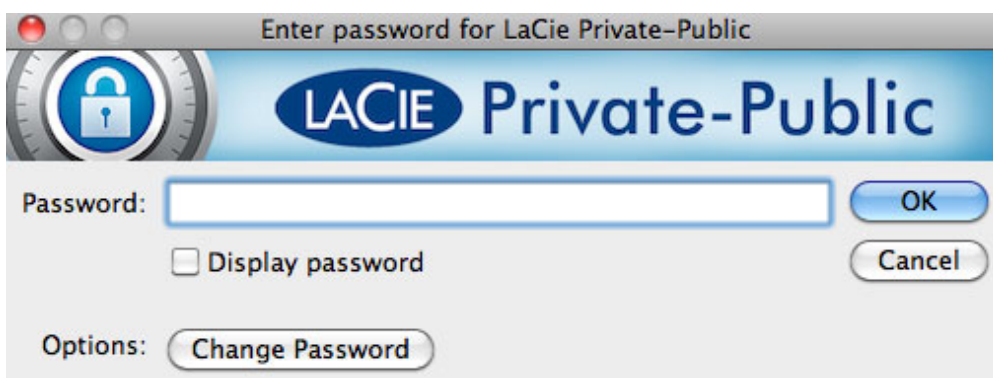 Enter password for LaCie Private-Public
LACIE Private-Public
Password:
OK
Display password
Cancel
Options: Change Password